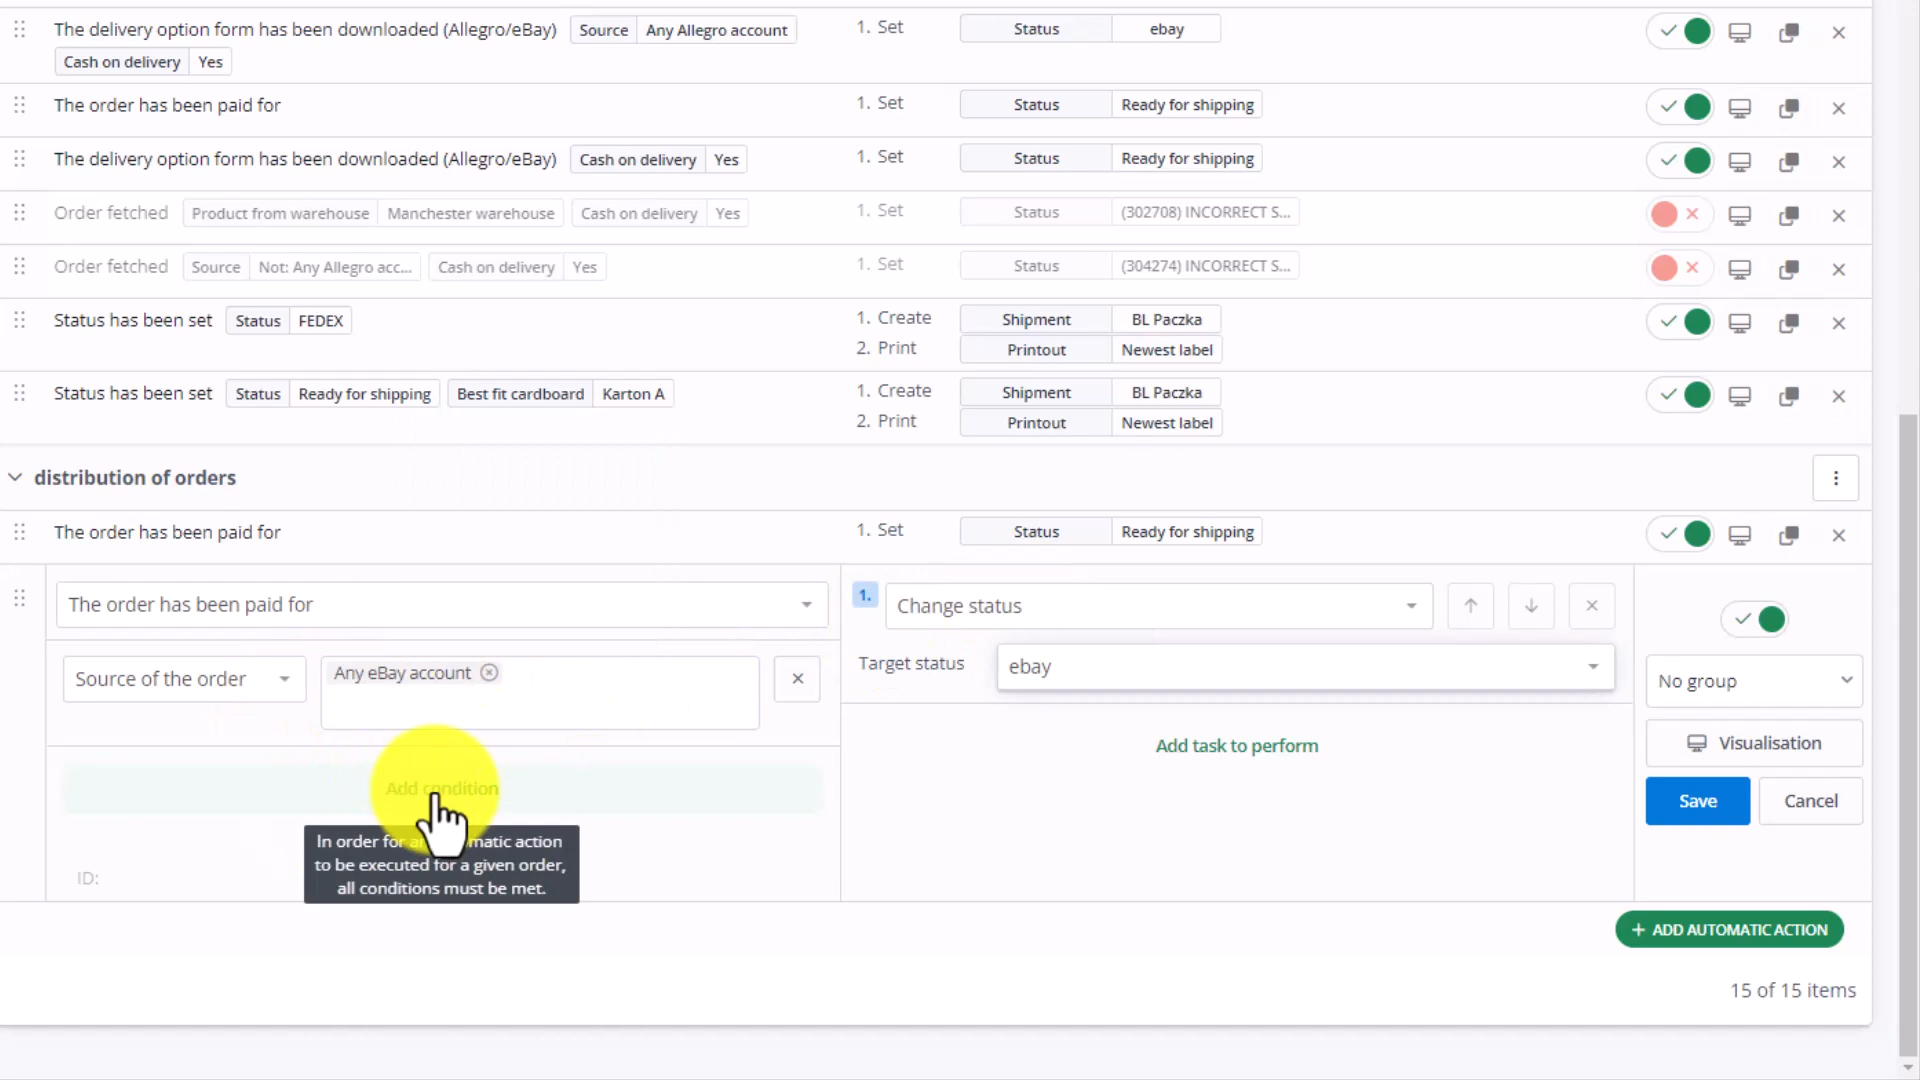 The delivery option form has been downloaded (Allegro/eBay) Source Any Allegro account 1. Set Status ebay
Cash on delivery Yes
The order has been paid for 1. Set Status Ready for shipping
The delivery option form has been downloaded (Allegro/eBay) Cash on delivery Yes 1. Set Status Ready for shipping
Order fetched Product from warehouse Manchester warehouse Cash on delivery Yes 1. Set Status (302708) INCORRECT S...
Order fetched Source Not: Any Allegro acc... Cash on delivery Yes 1. Set Status (304274) INCORRECT S...
Status has been set Status FEDEX 1. Create Shipment BL Paczka
2. Print Printout Newest label
Status has been set Status Ready for shipping Best fit cardboard Karton A 1. Create Shipment BL Paczka
2. Print Printout Newest label
distribution of orders
The order has been paid for 1. Set Status Ready for shipping
The order has been paid for 1. Change status
Source of the order Any eBay account Target status ebay No group
Add task to perform Visualisation
Add condition Save Cancel
In order for an automatic action
to be executed for a given order,
all conditions must be met.
ID:
+ ADD AUTOMATIC ACTION
15 of 15 items